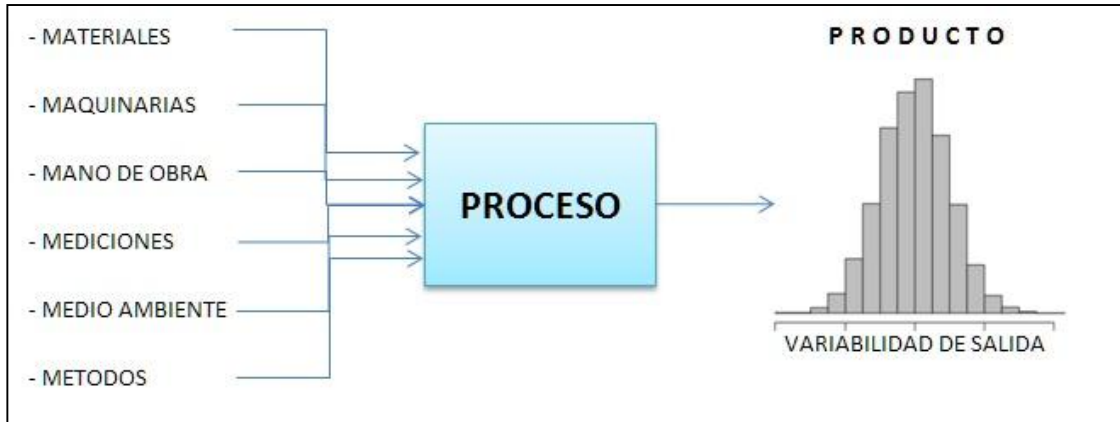 - MATERIALES
- MAQUINARIAS
- MANO DE OBRA
- MEDICIONES
- MEDIO AMBIENTE
- METODOS
PROCESO
PRODUCTO
VARIABILIDAD DE SALIDA